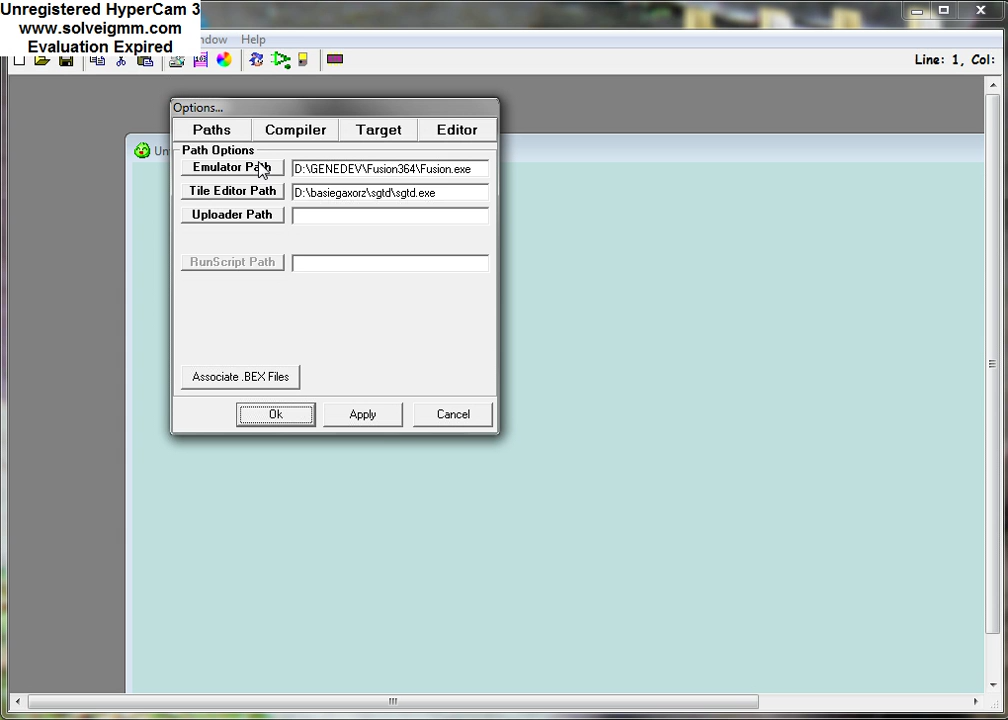 Unregistered HyperCam 3
www.solveigmm.com
Evaluation Expired
ndow Help
Line: 1, Col:
Options...
Paths Compiler Target Editor
Path Options
Emulator Path D:\GENEDEV\Fusion364\Fusion.exe
Tile Editor Path D:\basiegaxorz\sgtd\sgtd.exe
Uploader Path
RunScript Path
Associate .BEX Files
Ok Apply Cancel
Un